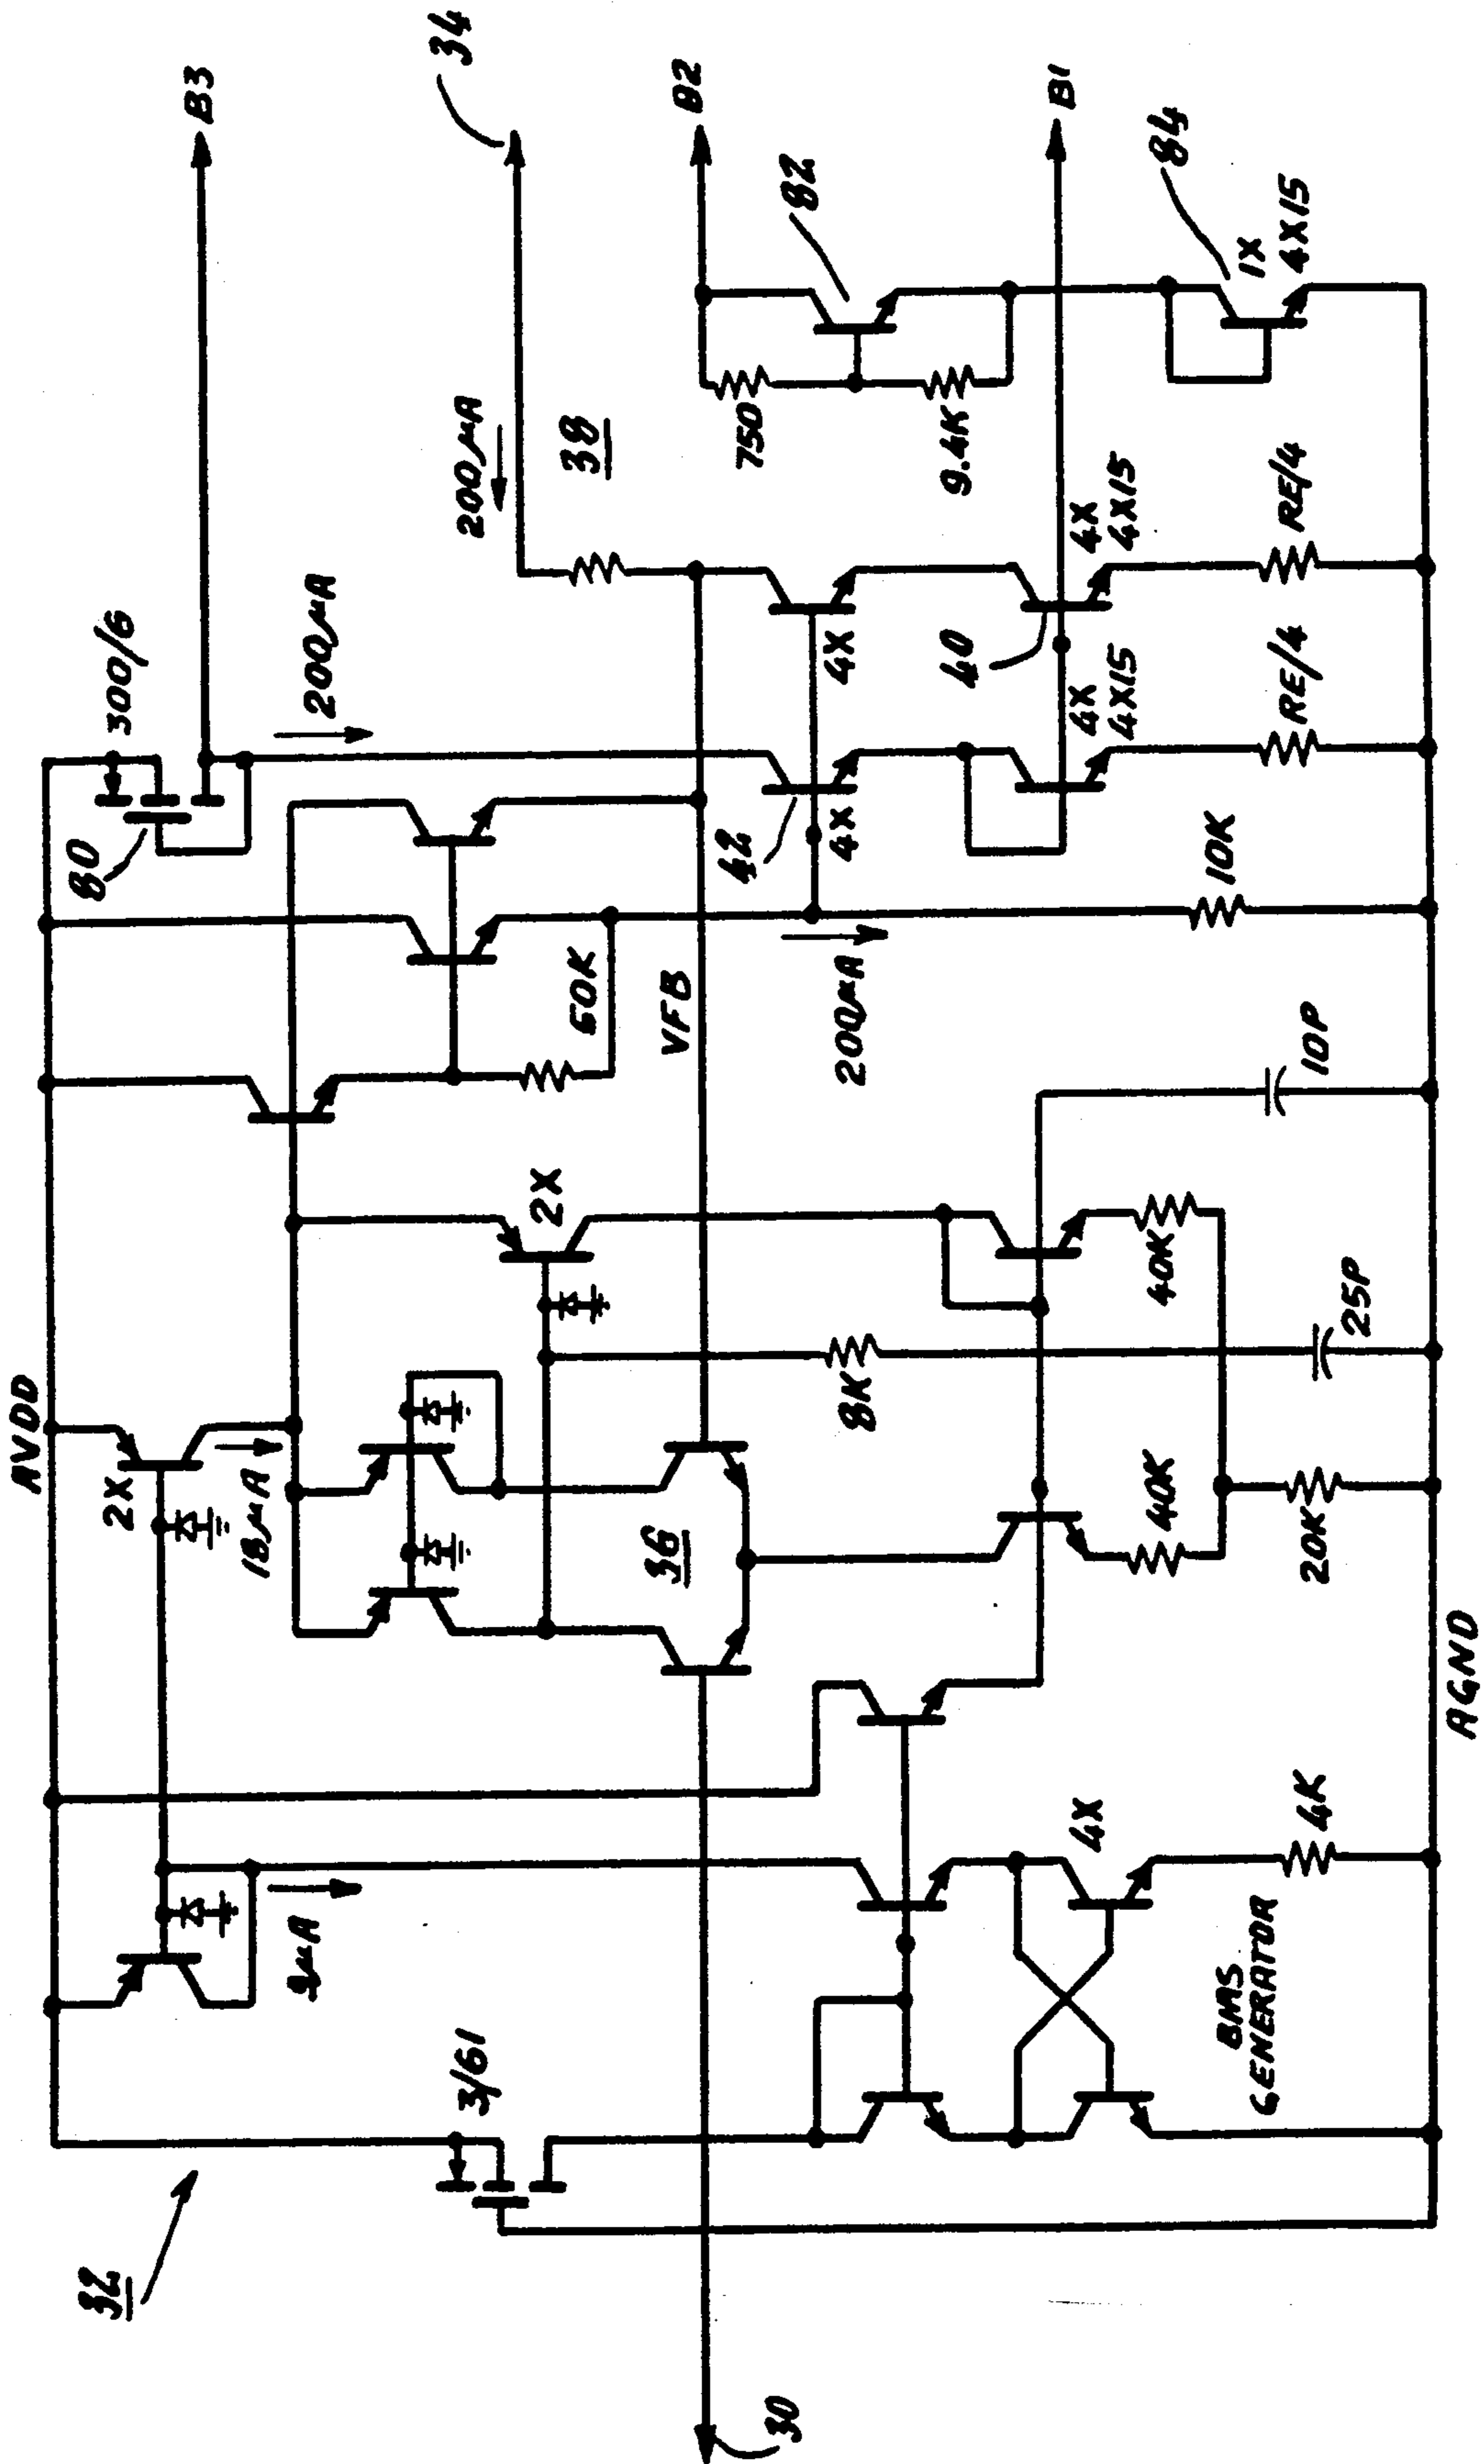 AVDD
32
80
300/6
2X
B3
18µA
9µA
200µA
34
3/61
200µA
2X
60K
38
36
VFB
B2
42
750
30
82
4X
4X
200µA
8K
40
9.4K
B1
4X
40K
40K
4X
4X15
4X
4X15
84
1X
4X15
BMS
GENERATOR
4K
20K
25P
10P
10K
RE/4
RE/4
AGND